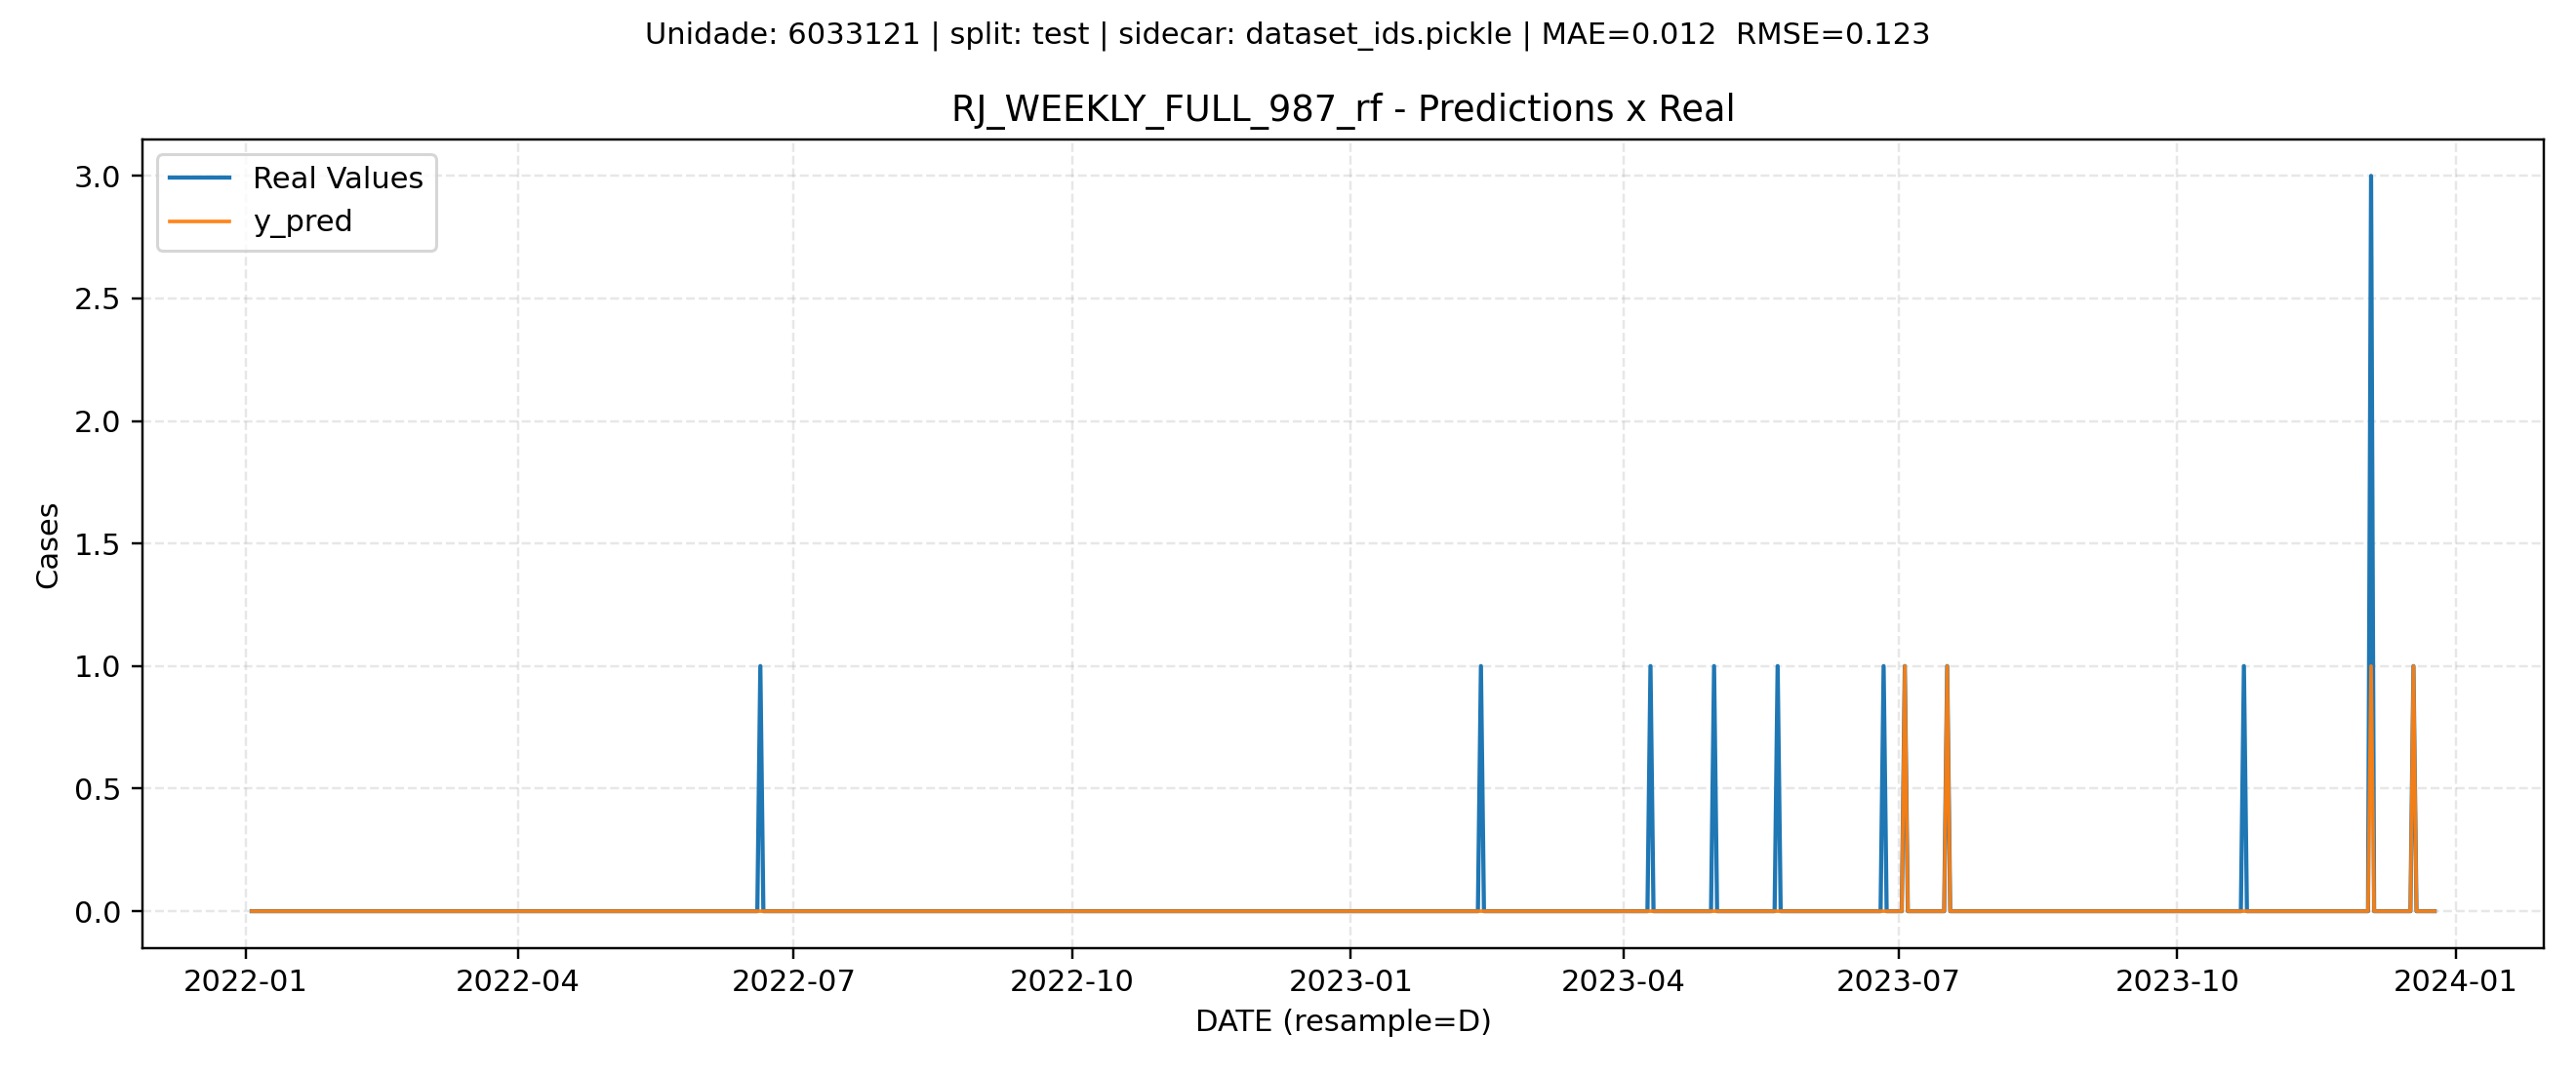 Unidade: 6033121 | split: test | sidecar: dataset_ids.pickle | MAE=0.012  RMSE=0.123
RJ_WEEKLY_FULL_987_rf - Predictions x Real
Real Values
y_pred
3.0
2.5
2.0
1.5
1.0
0.5
0.0
Cases
2022-01 2022-04 2022-07 2022-10 2023-01 2023-04 2023-07 2023-10 2024-01
DATE (resample=D)